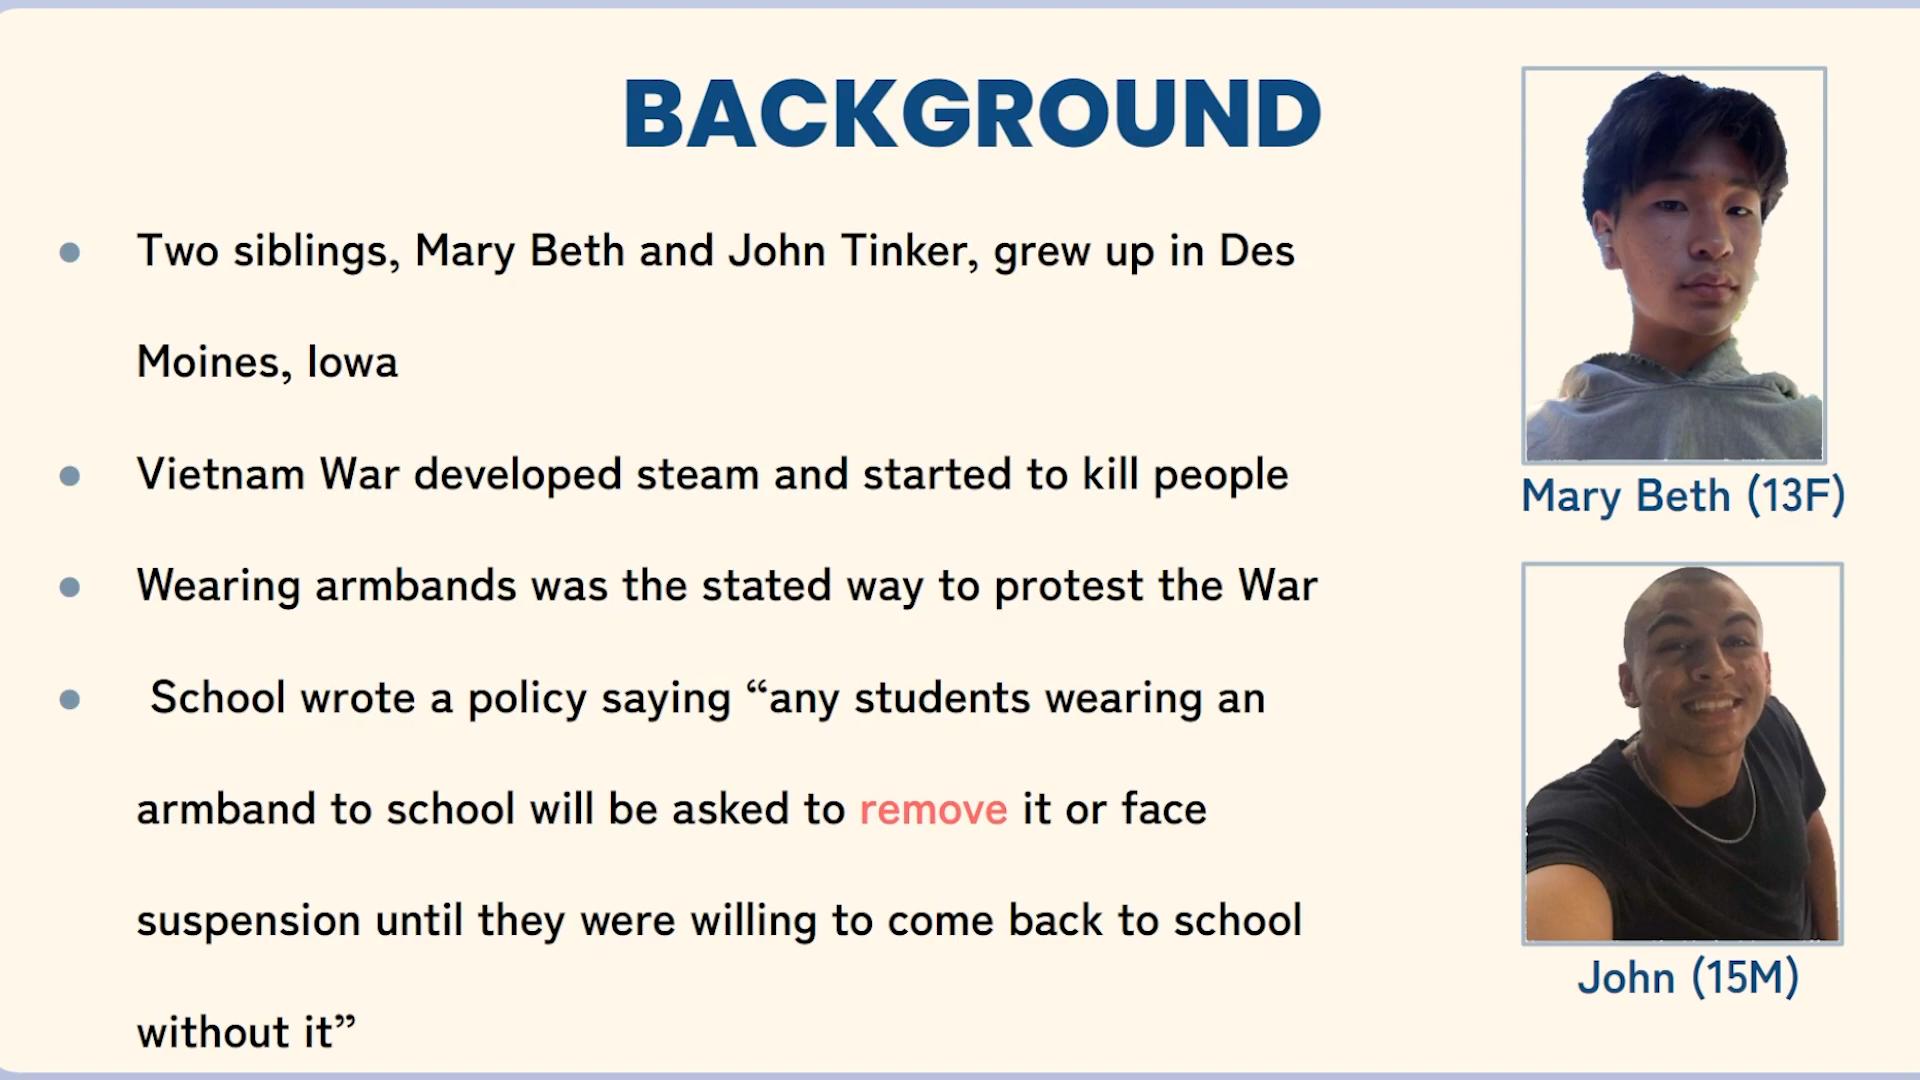 BACKGROUND
Two siblings, Mary Beth and John Tinker, grew up in Des
Moines, Iowa
Vietnam War developed steam and started to kill people
Wearing armbands was the stated way to protest the War
School wrote a policy saying “any students wearing an
armband to school will be asked to remove it or face
suspension until they were willing to come back to school
without it”
Mary Beth (13F)
John (15M)